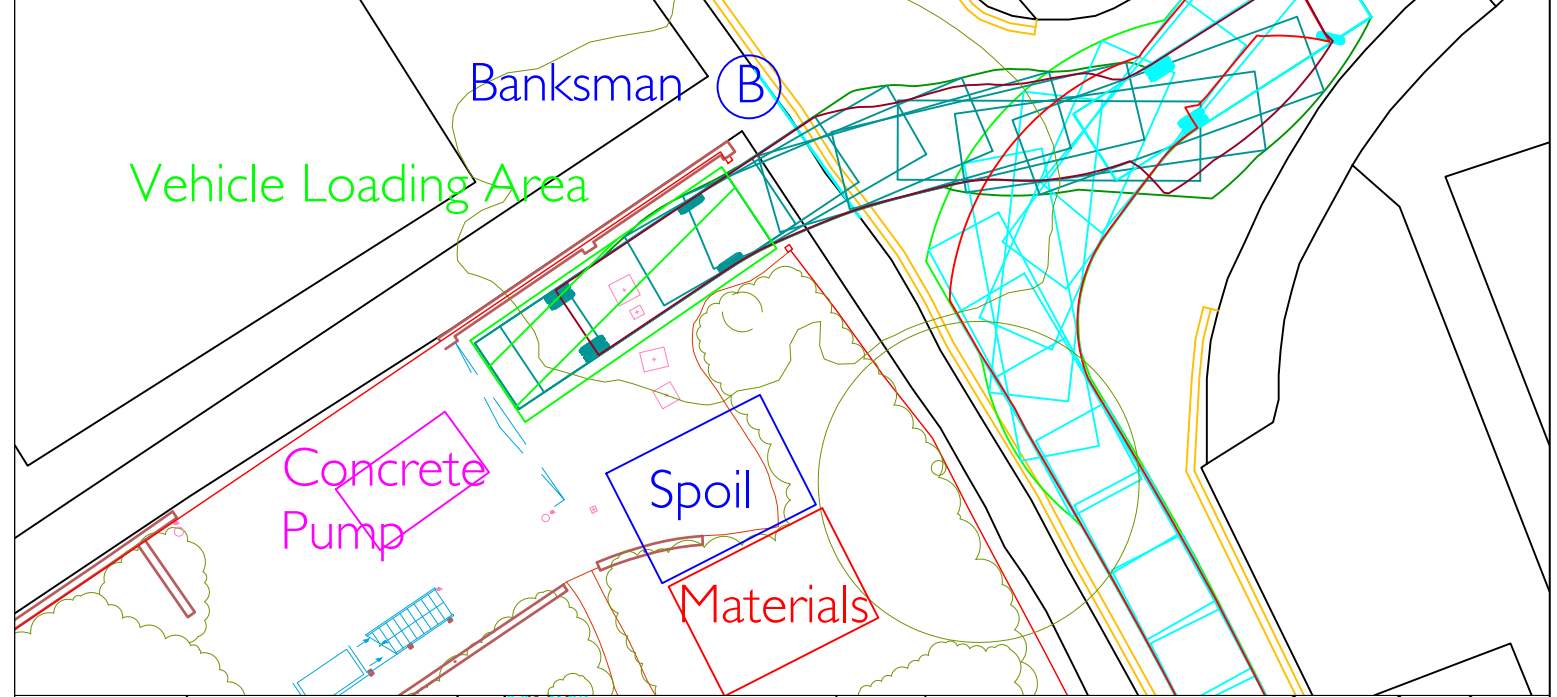 Banksman B
Vehicle Loading Area
Concrete
Pump
Spoil
Materials